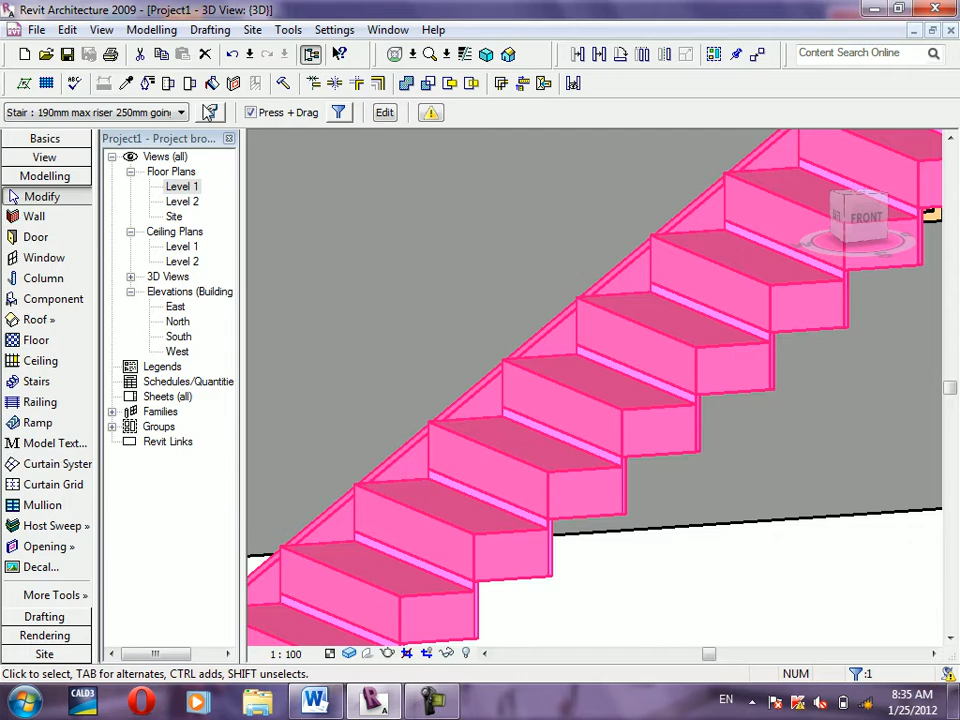 Revit Architecture 2009 - [Project1 - 3D View: {3D}]
File Edit View Modelling Drafting Site Tools Settings Window Help
Content Search Online
Stair : 190mm max riser 250mm going
Press + Drag
Edit
Basics
View
Modelling
Modify
Wall
Door
Window
Column
Component
Roof »
Floor
Ceiling
Stairs
Railing
Ramp
Model Text...
Curtain Syster
Curtain Grid
Mullion
Host Sweep »
Opening »
Decal...
More Tools »
Drafting
Rendering
Site
Project1 - Project bro...
Views (all)
Floor Plans
Level 1
Level 2
Site
Ceiling Plans
Level 1
Level 2
3D Views
Elevations (Building
East
North
South
West
Legends
Schedules/Quantitie
Sheets (all)
Families
Groups
Revit Links
FRONT
1 : 100
Click to select, TAB for alternates, CTRL adds, SHIFT unselects.
NUM
:1
CALD3
EN
8:35 AM
1/25/2012